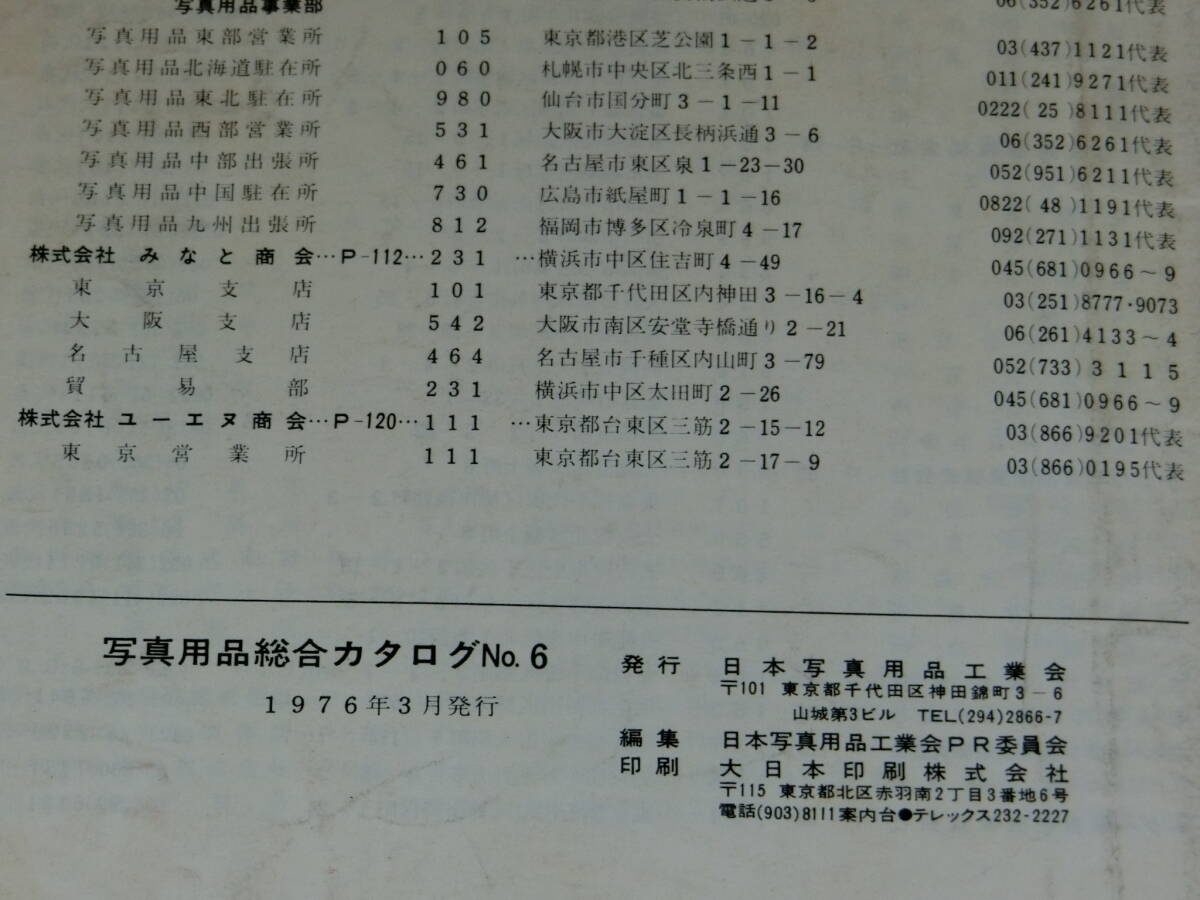 写真用品事業部 06(352)6261代表
写真用品東部営業所 105 東京都港区芝公園1-1-2 03(437)1121代表
写真用品北海道駐在所 060 札幌市中央区北三条西1-1 011(241)9271代表
写真用品東北駐在所 980 仙台市国分町3-1-11 0222(25)8111代表
写真用品西部営業所 531 大阪市大淀区長柄浜通3-6 06(352)6261代表
写真用品中部出張所 461 名古屋市東区泉1-23-30 052(951)6211代表
写真用品中国駐在所 730 広島市紙屋町1-1-16 0822(48)1191代表
写真用品九州出張所 812 福岡市博多区冷泉町4-17 092(271)1131代表
株式会社 みなと商会…P-112…231…横浜市中区住吉町4-49 045(681)0966~9
東京支店 101 東京都千代田区内神田3-16-4 03(251)8777・9073
大阪支店 542 大阪市南区安堂寺橋通り2-21 06(261)4133~4
名古屋支店 464 名古屋市千種区内山町3-79 052(733)3115
貿易部 231 横浜市中区太田町2-26 045(681)0966~9
株式会社 ユーエヌ商会…P-120…111…東京都台東区三筋2-15-12 03(866)9201代表
東京営業所 111 東京都台東区三筋2-17-9 03(866)0195代表
写真用品総合カタログNo.6
1976年3月発行
発行 日本写真用品工業会
〒101 東京都千代田区神田錦町3-6
山城第3ビル TEL(294)2866-7
編集 日本写真用品工業会PR委員会
印刷 大日本印刷株式会社
〒115 東京都北区赤羽南2丁目3番地6号
電話(903)8111案内台●テレックス232-2227